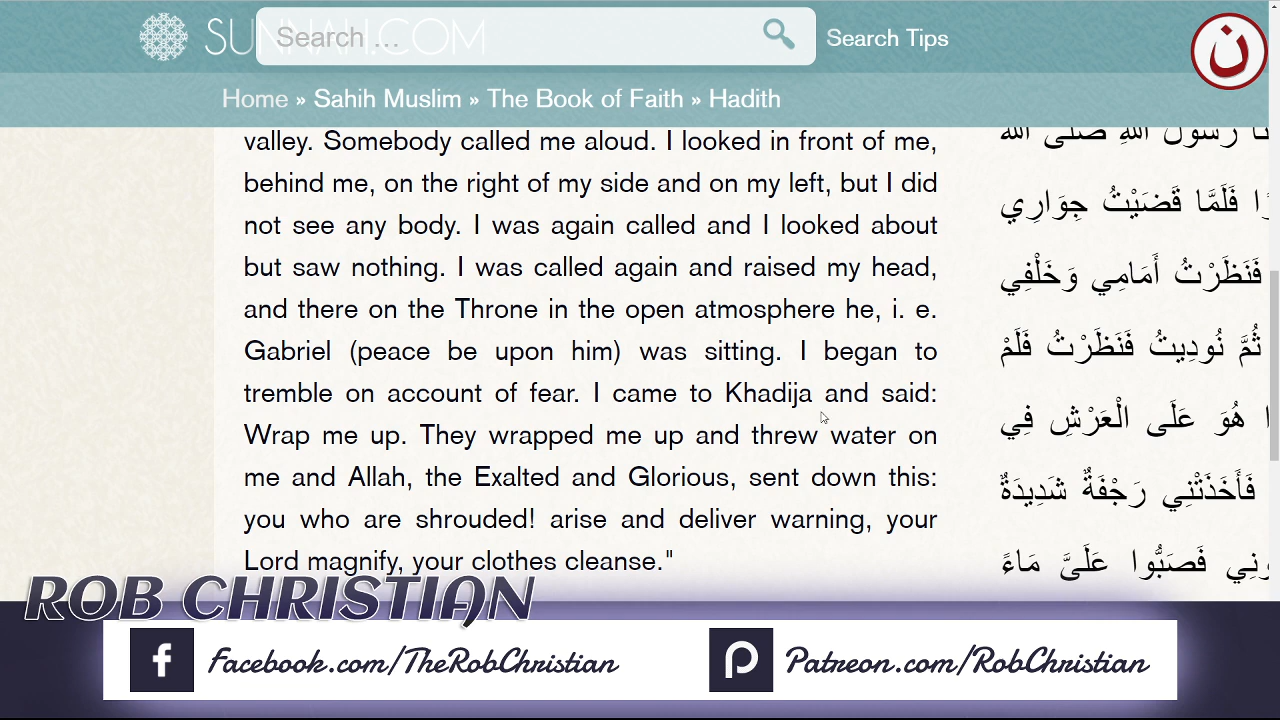 SUNNAH.COM
Search ...
Search Tips
ن
Home » Sahih Muslim » The Book of Faith » Hadith
valley. Somebody called me aloud. I looked in front of me,
behind me, on the right of my side and on my left, but I did
not see any body. I was again called and I looked about
but saw nothing. I was called again and raised my head,
and there on the Throne in the open atmosphere he, i. e.
Gabriel (peace be upon him) was sitting. I began to
tremble on account of fear. I came to Khadija and said:
Wrap me up. They wrapped me up and threw water on
me and Allah, the Exalted and Glorious, sent down this:
you who are shrouded! arise and deliver warning, your
Lord magnify, your clothes cleanse."
رَسُولُ اللهِ صَلَّى الله
فَلَمَّا قَضَيْتُ جِوَارِي
فَنَظَرْتُ أَمَامِي وَخَلْفِي
ثُمَّ نُودِيتُ فَنَظَرْتُ فَلَمْ
هُوَ عَلَى الْعَرْشِ فِي
فَأَخَذَتْنِي رَجْفَةٌ شَدِيدَةٌ
فَصَبُّوا عَلَىَّ مَاءً
ROB CHRISTIAN
Facebook.com/TheRobChristian
Patreon.com/RobChristian